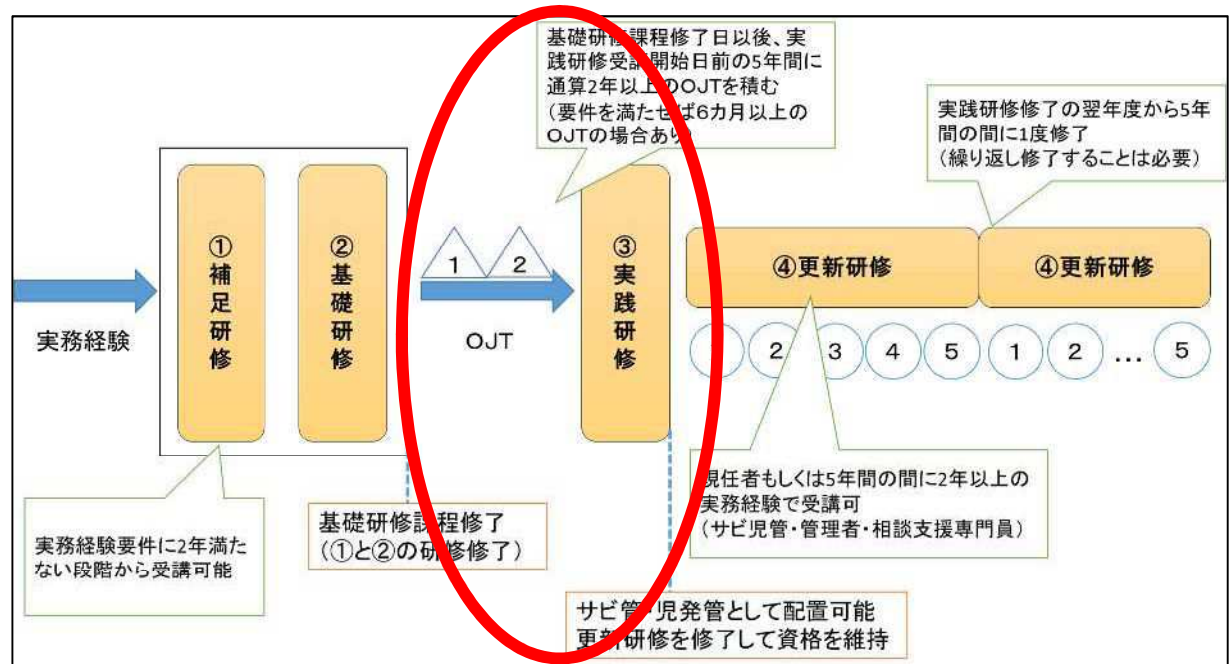 基礎研修課程修了日以後、実
践研修受講開始日前の5年間に
通算2年以上のOJTを積む
(要件を満たせば6カ月以上の
OJTの場合あり)
実践研修修了の翌年度から5年
間の間に1度修了
(繰り返し修了することは必要)
実務経験
①補足研修
②基礎研修
1 2
OJT
③実践研修
④更新研修
④更新研修
2 3 4 5 1 2 … 5
実務経験要件に2年満た
ない段階から受講可能
基礎研修課程修了
(①と②の研修修了)
現任者もしくは5年間の間に2年以上の
実務経験で受講可
(サビ児管・管理者・相談支援専門員)
サビ管・児発管として配置可能
更新研修を修了して資格を維持